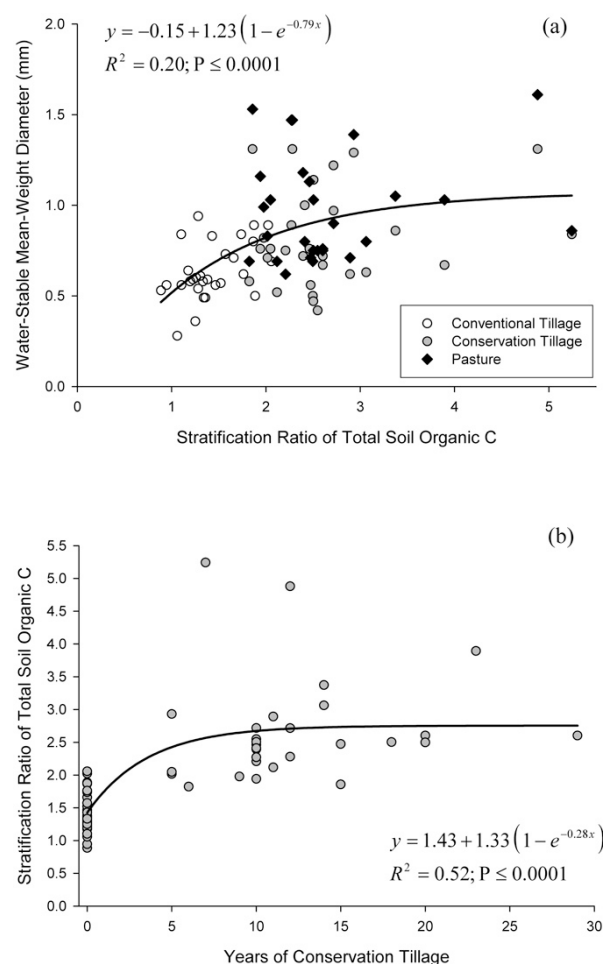 (a)
y = −0.15 + 1.23 (1 − e^{−0.79x})
R² = 0.20; P ≤ 0.0001
Water-Stable Mean-Weight Diameter (mm)
2.0
1.5
1.0
0.5
0.0
Conventional Tillage
Conservation Tillage
Pasture
0 1 2 3 4 5
Stratification Ratio of Total Soil Organic C
(b)
Stratification Ratio of Total Soil Organic C
5.5
5.0
4.5
4.0
3.5
3.0
2.5
2.0
1.5
1.0
0.5
0.0
y = 1.43 + 1.33 (1 − e^{−0.28x})
R² = 0.52; P ≤ 0.0001
0 5 10 15 20 25 30
Years of Conservation Tillage